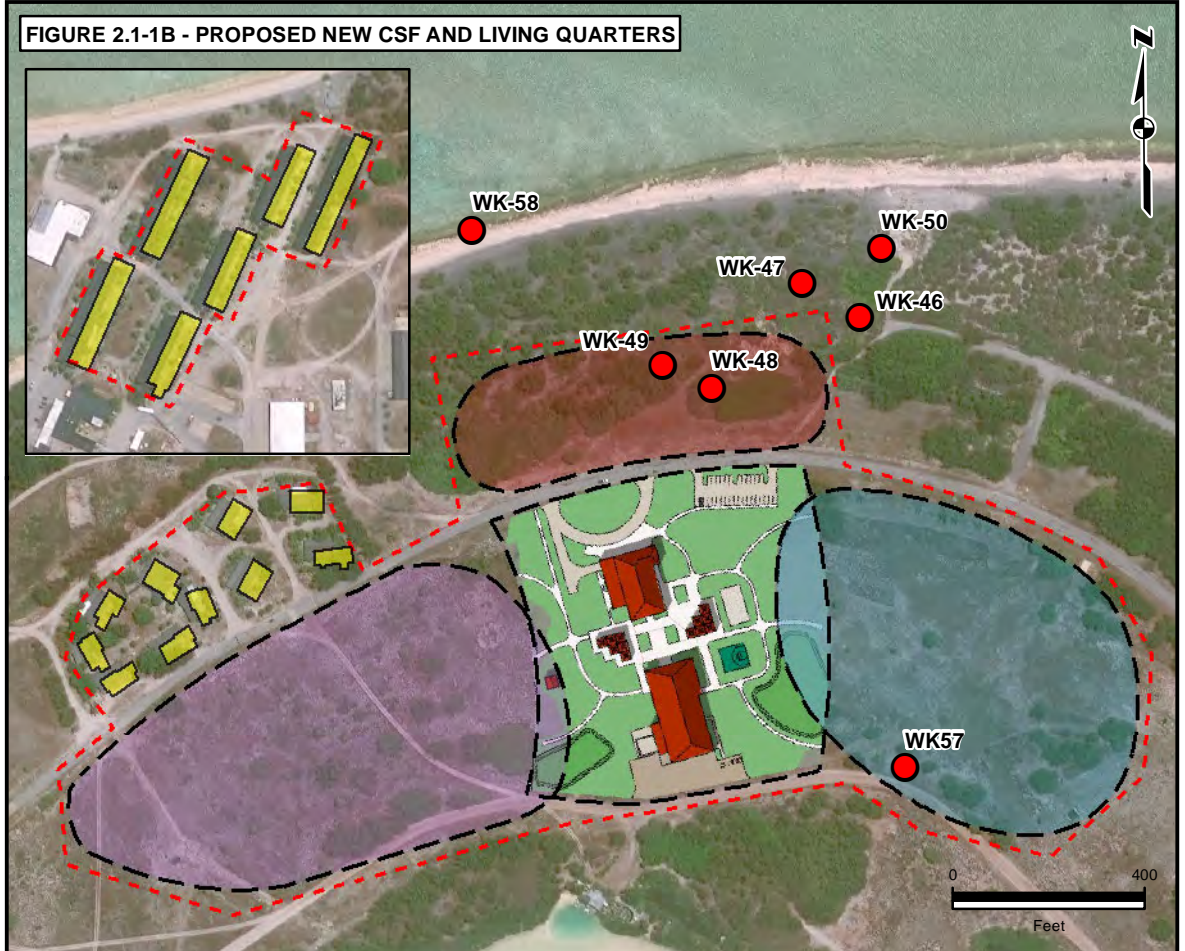 FIGURE 2.1-1B - PROPOSED NEW CSF AND LIVING QUARTERS
N
WK-58
WK-50
WK-47
WK-46
WK-49
WK-48
WK57
0 400
Feet